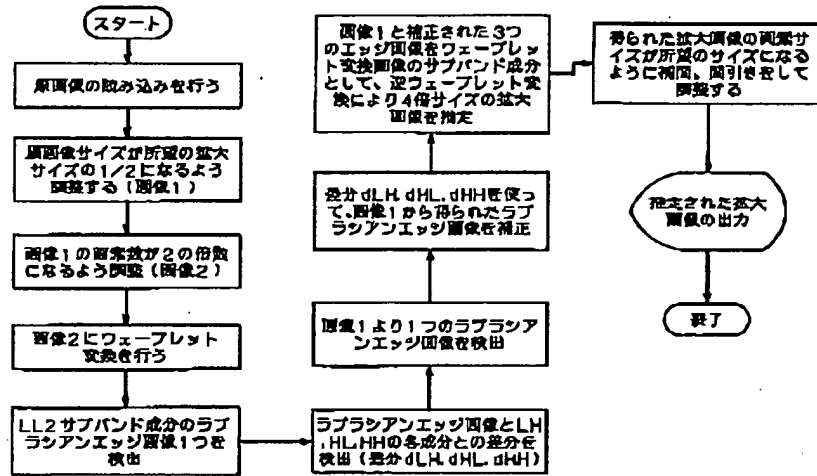 スタート
原画像の読み込みを行う
原画像サイズが所望の拡大
サイズの1/2になるよう
調整する(画像1)
画像1の画素数が2の倍数
になるよう調整(画像2)
画像2にウェーブレット
変換を行う
LL2サブバンド成分のラプ
ラシアンエッジ画像1つを
検出
ラプラシアンエッジ画像とLH
,HL,HHの各成分との差分を
検出(差分dLH,dHL,dHH)
画像1より1つのラプラシア
ンエッジ画像を検出
差分dLH,dHL,dHHを使っ
て、画像1から得られたラプ
ラシアンエッジ画像を補正
画像1と補正された3つ
のエッジ画像をウェーブレッ
ト変換画像のサブバンド成分
として、逆ウェーブレット変
換により4倍サイズの拡大
画像を推定
得られた拡大画像の画素サ
イズが所望のサイズになる
ように補間、間引きをして
調整する
推定された拡大
画像の出力
終了